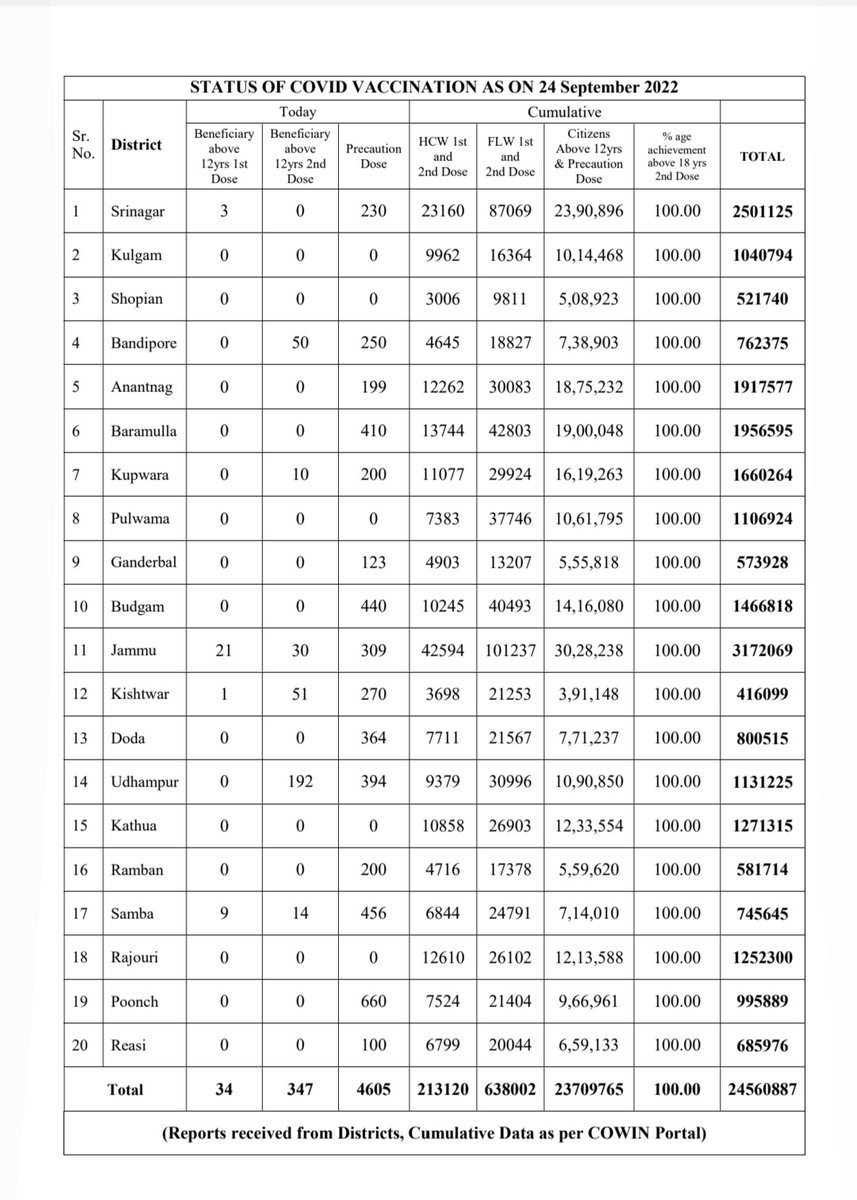 STATUS OF COVID VACCINATION AS ON 24 September 2022
Today Cumulative
Sr. No. District Beneficiary above 12yrs 1st Dose Beneficiary above 12yrs 2nd Dose Precaution Dose HCW 1st and 2nd Dose FLW 1st and 2nd Dose Citizens Above 12yrs & Precaution Dose % age achievement above 18 yrs 2nd Dose TOTAL
1 Srinagar 3 0 230 23160 87069 23,90,896 100.00 2501125
2 Kulgam 0 0 0 9962 16364 10,14,468 100.00 1040794
3 Shopian 0 0 0 3006 9811 5,08,923 100.00 521740
4 Bandipore 0 50 250 4645 18827 7,38,903 100.00 762375
5 Anantnag 0 0 199 12262 30083 18,75,232 100.00 1917577
6 Baramulla 0 0 410 13744 42803 19,00,048 100.00 1956595
7 Kupwara 0 10 200 11077 29924 16,19,263 100.00 1660264
8 Pulwama 0 0 0 7383 37746 10,61,795 100.00 1106924
9 Ganderbal 0 0 123 4903 13207 5,55,818 100.00 573928
10 Budgam 0 0 440 10245 40493 14,16,080 100.00 1466818
11 Jammu 21 30 309 42594 101237 30,28,238 100.00 3172069
12 Kishtwar 1 51 270 3698 21253 3,91,148 100.00 416099
13 Doda 0 0 364 7711 21567 7,71,237 100.00 800515
14 Udhampur 0 192 394 9379 30996 10,90,850 100.00 1131225
15 Kathua 0 0 0 10858 26903 12,33,554 100.00 1271315
16 Ramban 0 0 200 4716 17378 5,59,620 100.00 581714
17 Samba 9 14 456 6844 24791 7,14,010 100.00 745645
18 Rajouri 0 0 0 12610 26102 12,13,588 100.00 1252300
19 Poonch 0 0 660 7524 21404 9,66,961 100.00 995889
20 Reasi 0 0 100 6799 20044 6,59,133 100.00 685976
Total 34 347 4605 213120 638002 23709765 100.00 24560887
(Reports received from Districts, Cumulative Data as per COWIN Portal)